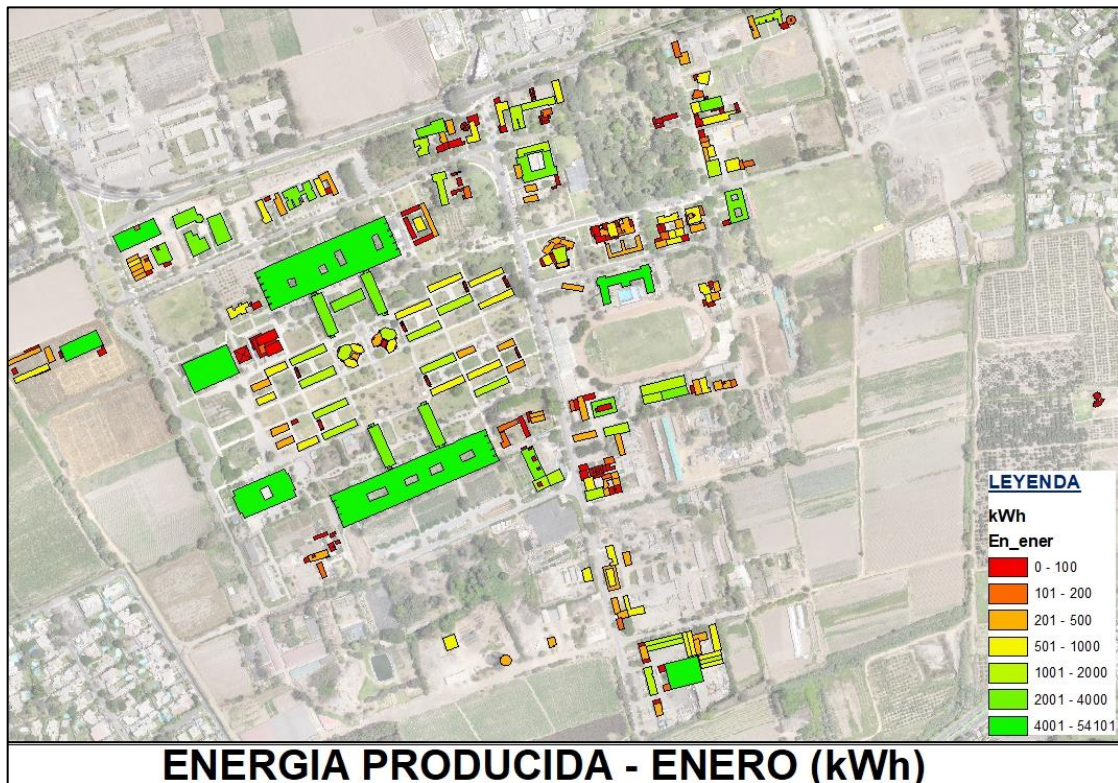 LEYENDA
kWh
En_ener
0 - 100
101 - 200
201 - 500
501 - 1000
1001 - 2000
2001 - 4000
4001 - 54101
ENERGIA PRODUCIDA - ENERO (kWh)